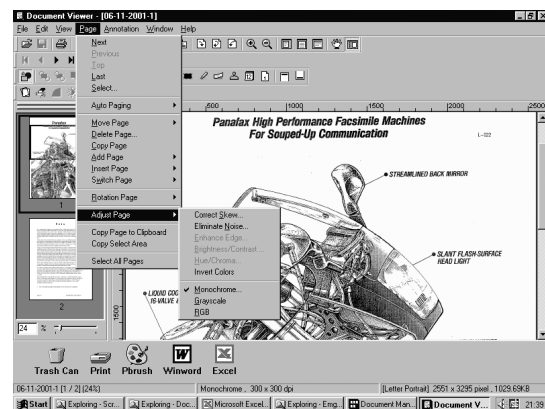 Document Viewer - [06-11-2001-1]
File Edit View Page Annotation Window Help
Next
Previous
Top
Last
Select...
Auto Paging
Move Page
Delete Page...
Copy Page
Add Page
Insert Page
Switch Page
Rotation Page
Adjust Page
Copy Page to Clipboard
Copy Select Area
Select All Pages
Correct Skew...
Eliminate Noise...
Enhance Edge...
Brightness/Contrast ...
Hue/Chroma...
Invert Colors
Monochrome...
Grayscale
RGB
500 1000 1500 2000 2500
Panafax High Performance Facsimile Machines
For Souped-Up Communication
L-122
STREAMLINED BACK MIRROR
SLANT FLASH-SURFACE
HEAD LIGHT
LIQUID COO
16-VALVE
1500
1
2
24 %
Trash Can Print Pbrush Winword Excel
06-11-2001-1 [1 / 2] (24%) Monochrome , 300 x 300 dpi [Letter Portrait] 2551 x 3295 pixel , 1029.69KB
Start Exploring - Scr... Exploring - Doc... Microsoft Excel... Exploring - Emg... Document Man... Document V... 21:39